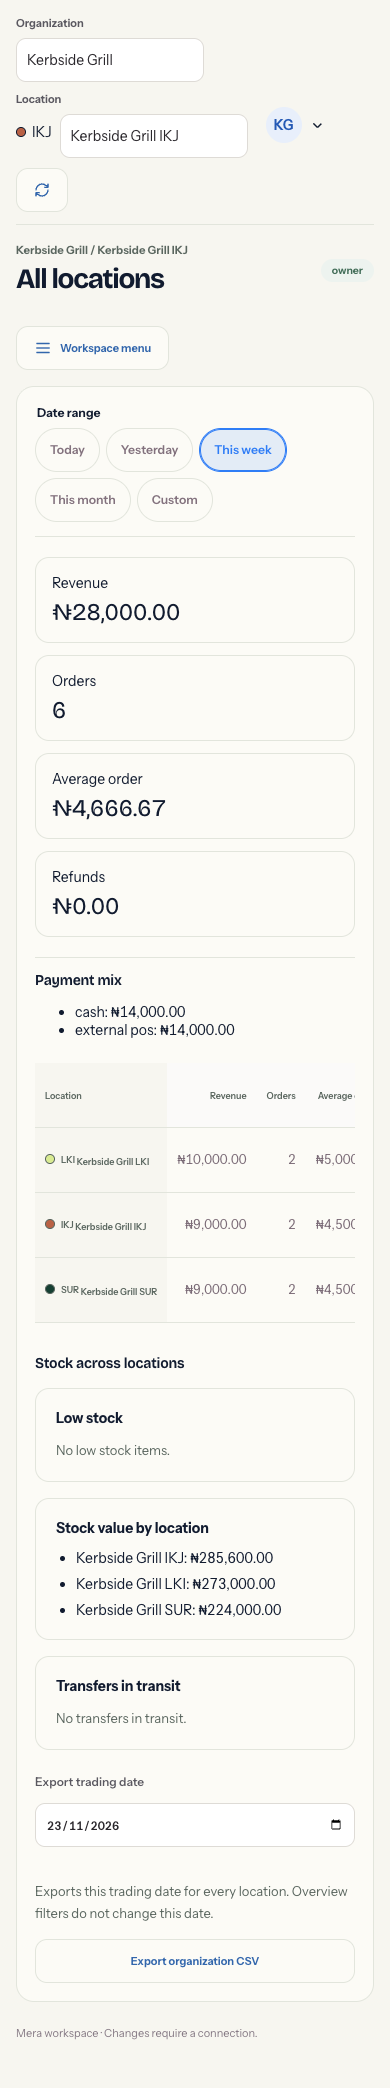 Organization
Kerbside Grill
Location
IKJ
Kerbside Grill IKJ
KG
Kerbside Grill / Kerbside Grill IKJ
All locations
owner
Workspace menu
Date range
Today
Yesterday
This week
This month
Custom
Revenue
₦28,000.00
Orders
6
Average order
₦4,666.67
Refunds
₦0.00
Payment mix
cash: ₦14,000.00
external pos: ₦14,000.00
Location Revenue Orders Average
LKI Kerbside Grill LKI ₦10,000.00 2 ₦5,000
IKJ Kerbside Grill IKJ ₦9,000.00 2 ₦4,500
SUR Kerbside Grill SUR ₦9,000.00 2 ₦4,500
Stock across locations
Low stock
No low stock items.
Stock value by location
Kerbside Grill IKJ: ₦285,600.00
Kerbside Grill LKI: ₦273,000.00
Kerbside Grill SUR: ₦224,000.00
Transfers in transit
No transfers in transit.
Export trading date
23/11/2026
Exports this trading date for every location. Overview
filters do not change this date.
Export organization CSV
Mera workspace · Changes require a connection.